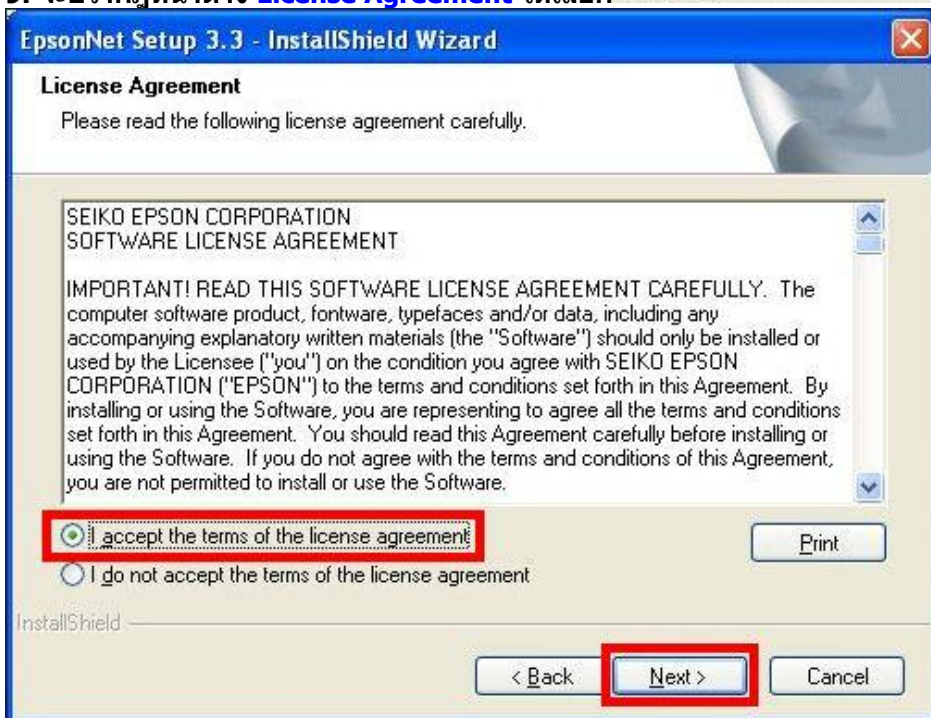 License Agreement
EpsonNet Setup 3.3 - InstallShield Wizard
License Agreement
Please read the following license agreement carefully.
SEIKO EPSON CORPORATION
SOFTWARE LICENSE AGREEMENT
IMPORTANT! READ THIS SOFTWARE LICENSE AGREEMENT CAREFULLY. The
computer software product, fontware, typefaces and/or data, including any
accompanying explanatory written materials (the "Software") should only be installed or
used by the Licensee ("you") on the condition you agree with SEIKO EPSON
CORPORATION ("EPSON") to the terms and conditions set forth in this Agreement. By
installing or using the Software, you are representing to agree all the terms and conditions
set forth in this Agreement. You should read this Agreement carefully before installing or
using the Software. If you do not agree with the terms and conditions of this Agreement,
you are not permitted to install or use the Software.
I accept the terms of the license agreement
Print
I do not accept the terms of the license agreement
InstallShield
< Back Next > Cancel